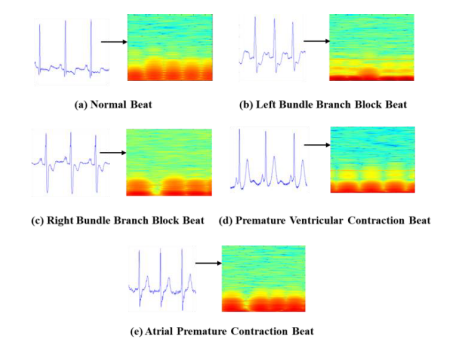 (a) Normal Beat
(b) Left Bundle Branch Block Beat
(c) Right Bundle Branch Block Beat
(d) Premature Ventricular Contraction Beat
(e) Atrial Premature Contraction Beat